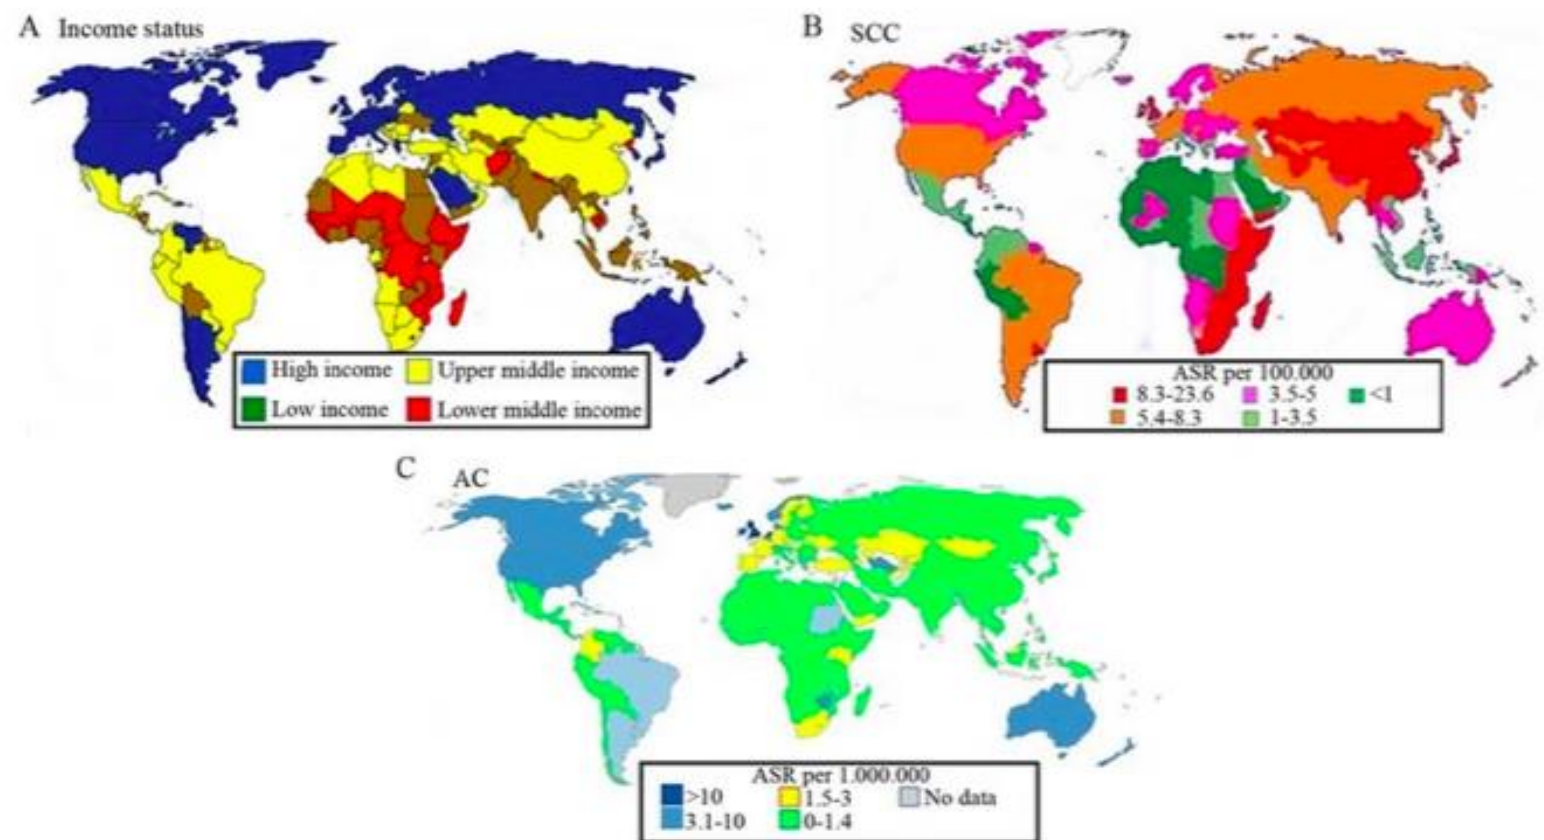 A Income status
High income Upper middle income
Low income Lower middle income
B SCC
ASR per 100.000
8.3-23.6 3.5-5 <1
5.4-8.3 1-3.5
C AC
ASR per 1.000.000
>10 1.5-3 No data
3.1-10 0-1.4